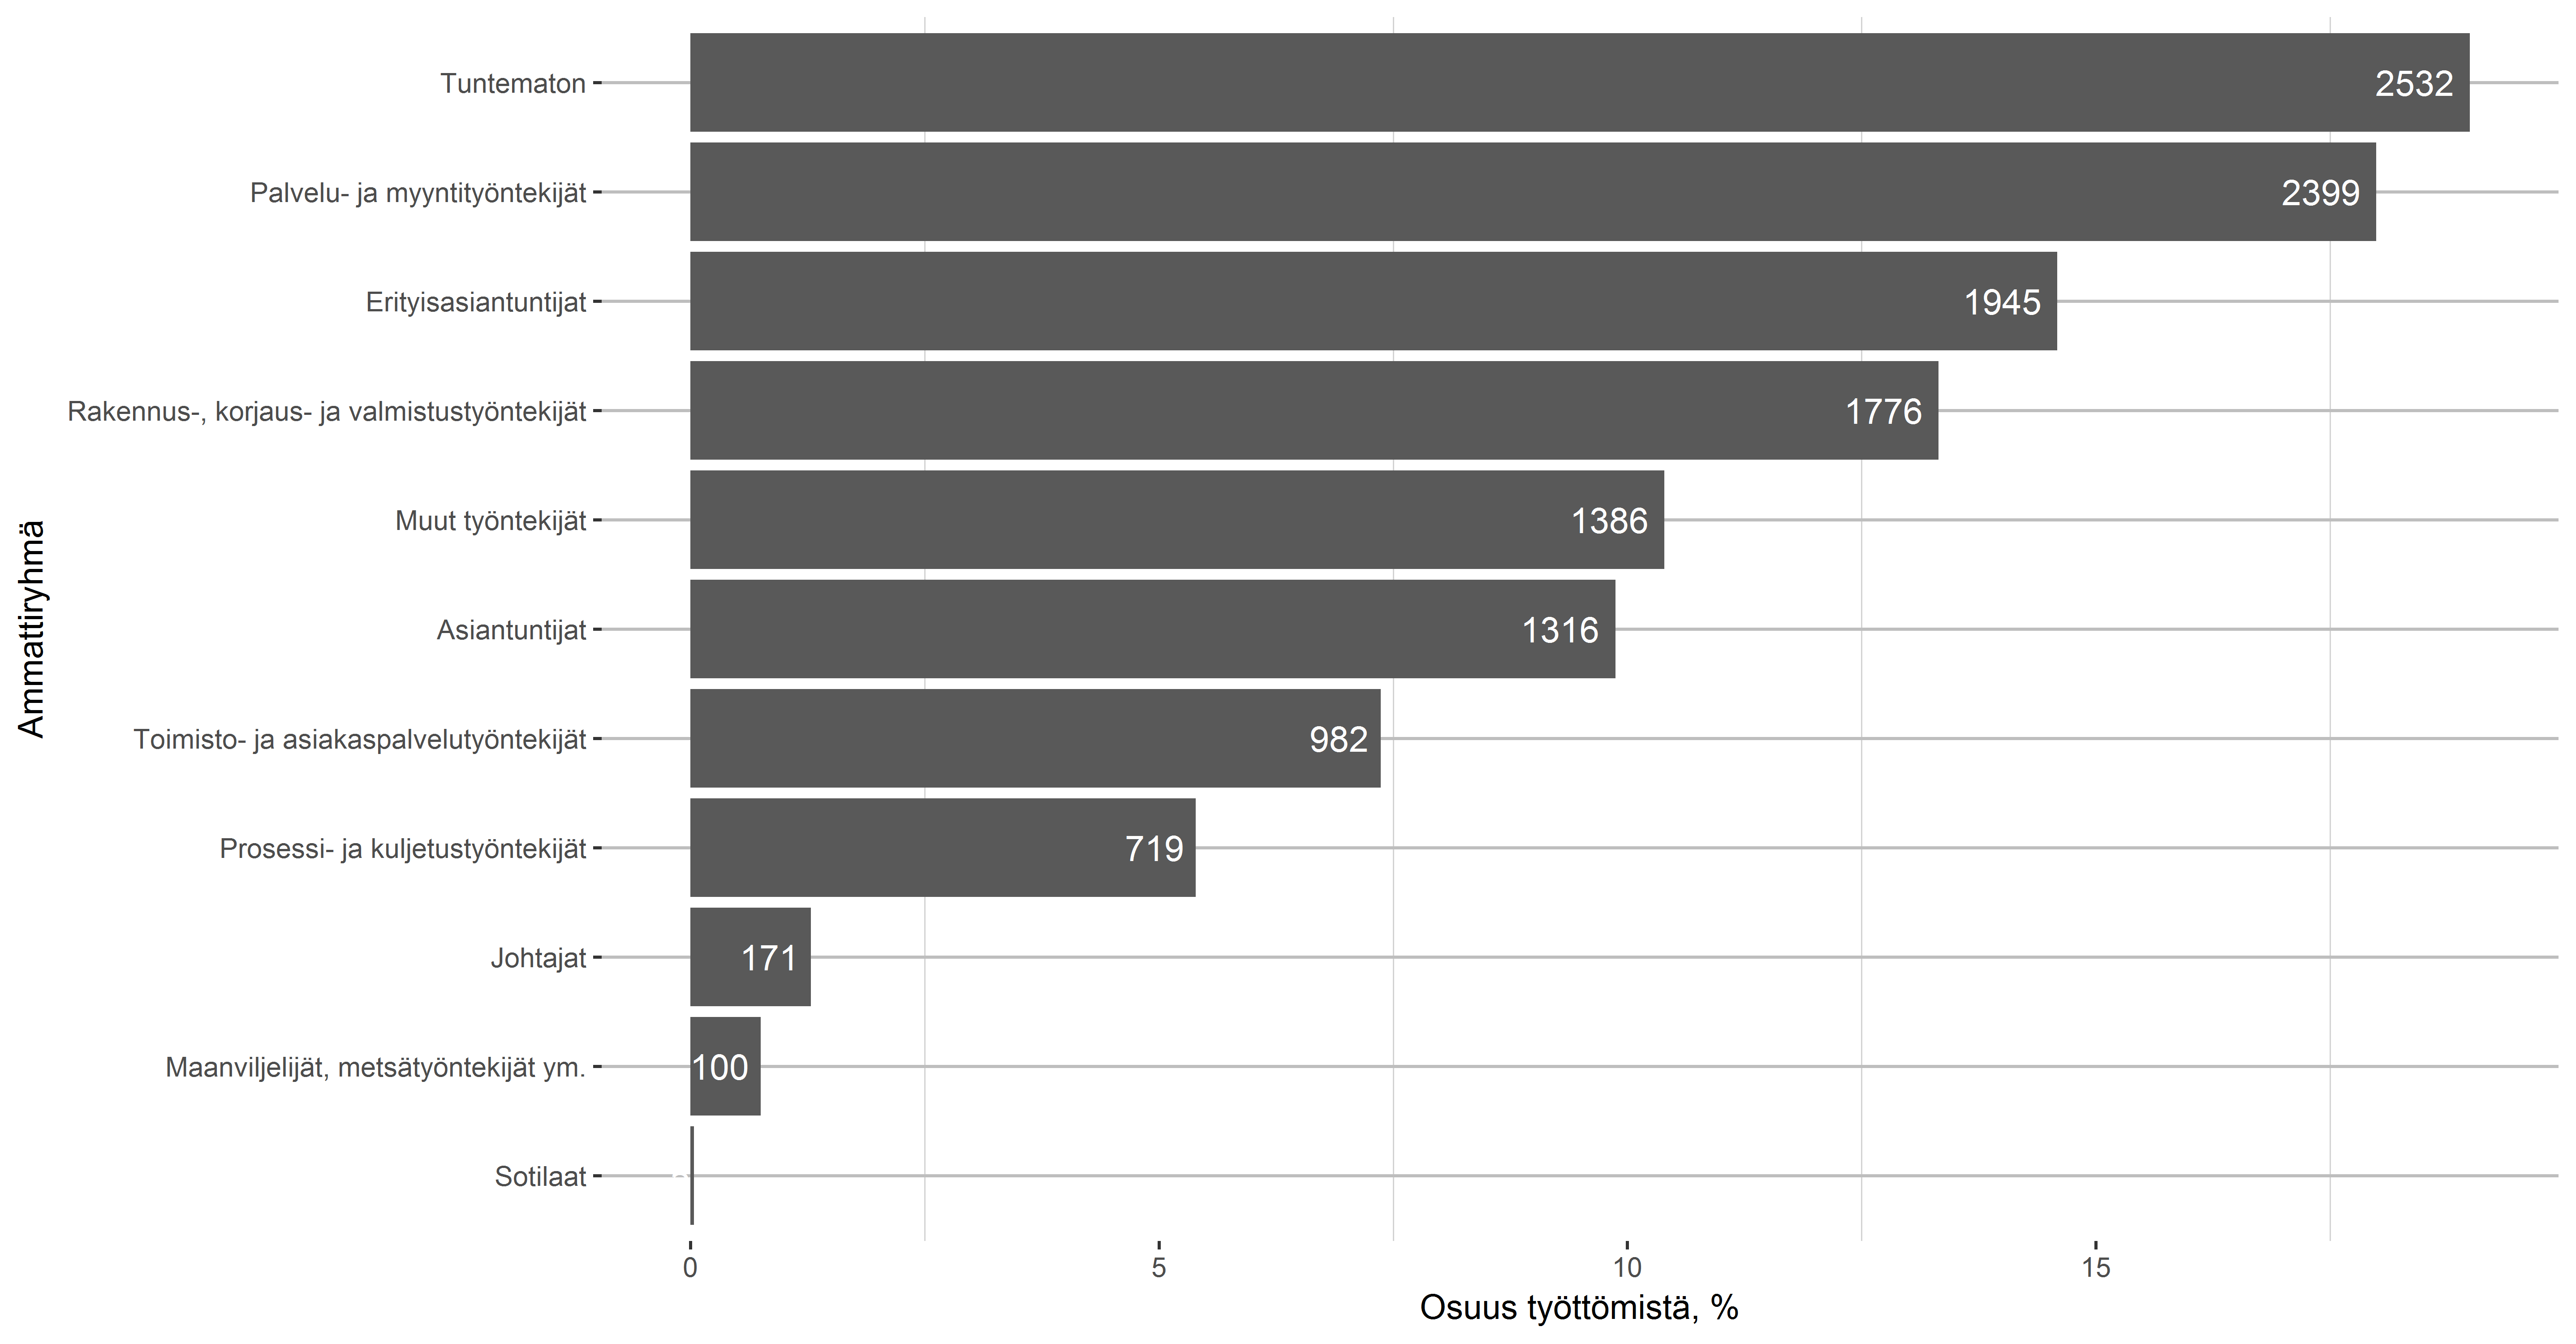 Tuntematon
2532
Palvelu- ja myyntityöntekijät
2399
Erityisasiantuntijat
1945
Rakennus-, korjaus- ja valmistustyöntekijät
1776
Muut työntekijät
1386
Asiantuntijat
1316
Toimisto- ja asiakaspalvelutyöntekijät
982
Prosessi- ja kuljetustyöntekijät
719
Johtajat
171
Maanviljelijät, metsätyöntekijät ym.
100
Sotilaat
Ammattiryhmä
0 5 10 15
Osuus työttömistä, %